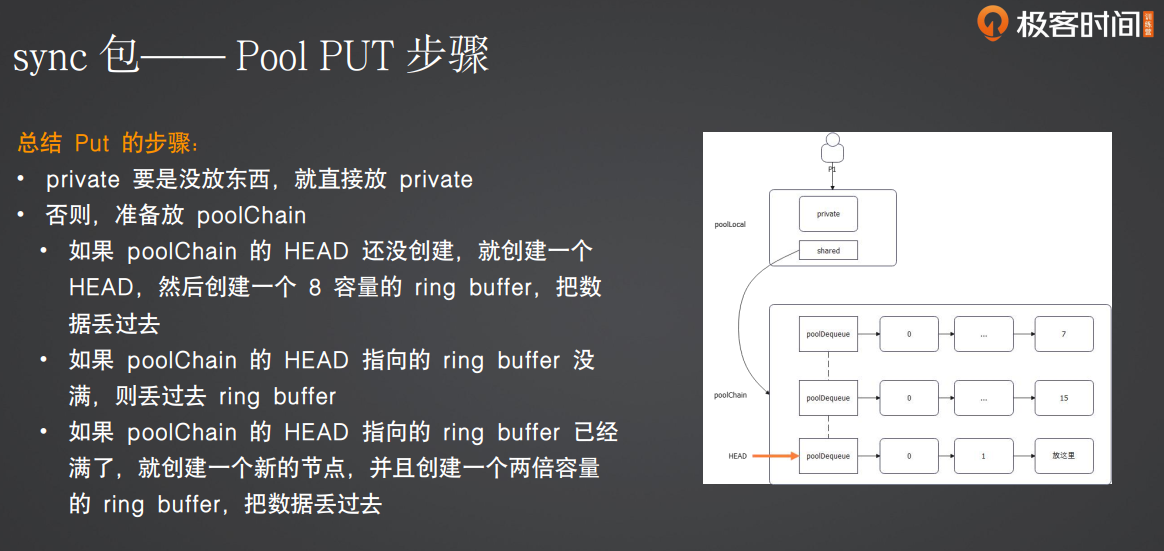 极客时间 训练营
sync 包—— Pool PUT 步骤
总结 Put 的步骤:
• private 要是没放东西，就直接放 private
• 否则，准备放 poolChain
• 如果 poolChain 的 HEAD 还没创建，就创建一个
HEAD，然后创建一个 8 容量的 ring buffer，把数
据丢过去
• 如果 poolChain 的 HEAD 指向的 ring buffer 没
满，则丢过去 ring buffer
• 如果 poolChain 的 HEAD 指向的 ring buffer 已经
满了，就创建一个新的节点，并且创建一个两倍容量
的 ring buffer，把数据丢过去
P1
private
poolLocal
shared
poolDequeue 0 ... 7
poolChain
poolDequeue 0 ... 15
HEAD poolDequeue 0 1 放这里